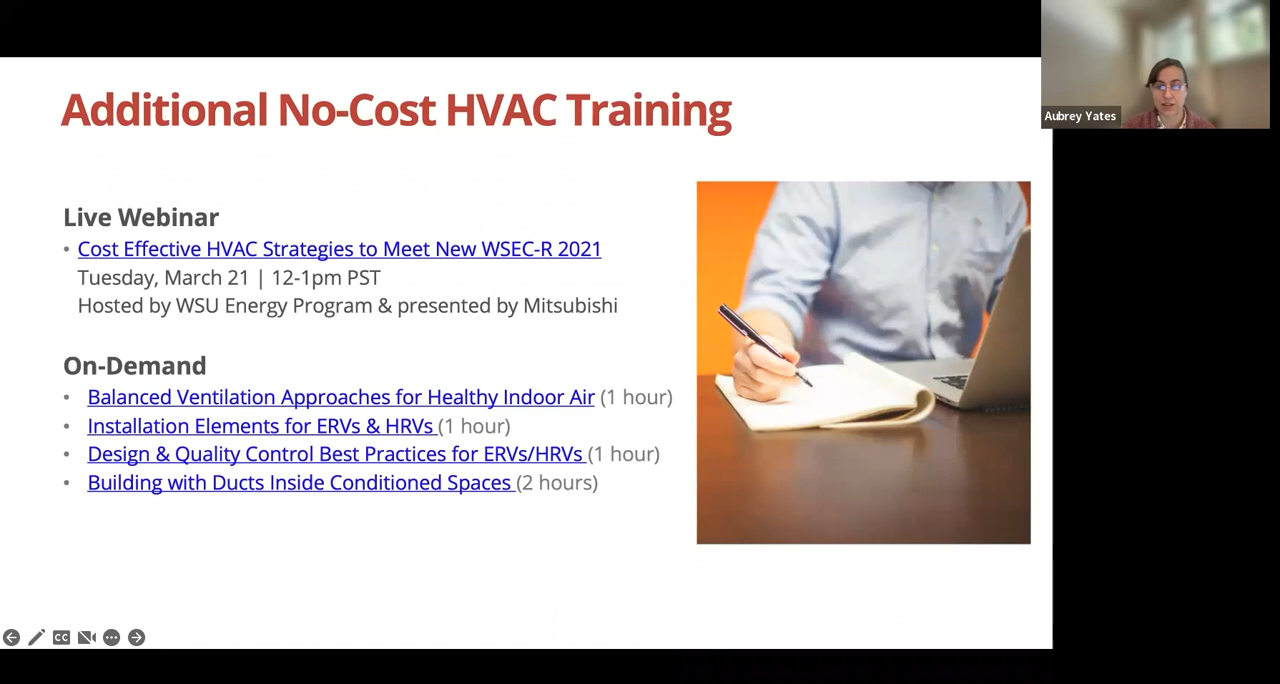 Additional No-Cost HVAC Training
Aubrey Yates
Live Webinar
• Cost Effective HVAC Strategies to Meet New WSEC-R 2021
Tuesday, March 21 | 12-1pm PST
Hosted by WSU Energy Program & presented by Mitsubishi
On-Demand
• Balanced Ventilation Approaches for Healthy Indoor Air (1 hour)
• Installation Elements for ERVs & HRVs (1 hour)
• Design & Quality Control Best Practices for ERVs/HRVs (1 hour)
• Building with Ducts Inside Conditioned Spaces (2 hours)
CC